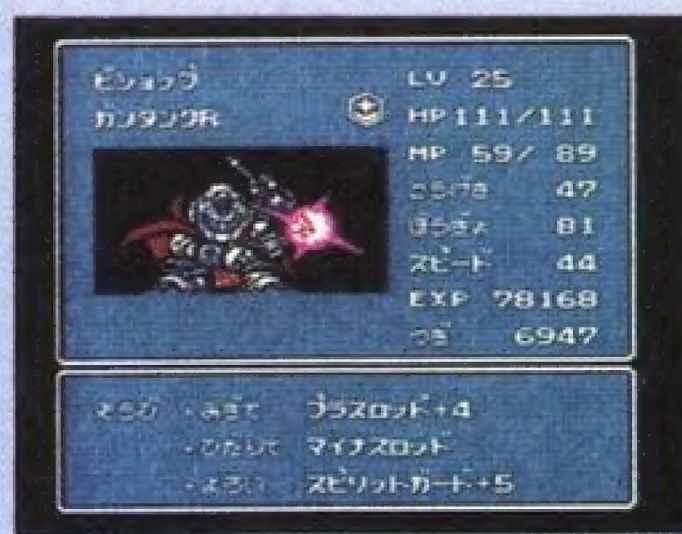 ビショップ
ガンタンクR
LV 25
HP111/111
MP 59/ 89
こうげき 47
ぼうぎょ 81
スピード 44
EXP 78168
つぎ 6947
そうび ・みぎて プラスロッド+4
・ひだりて マイナスロッド
・よろい スピリットガード+5